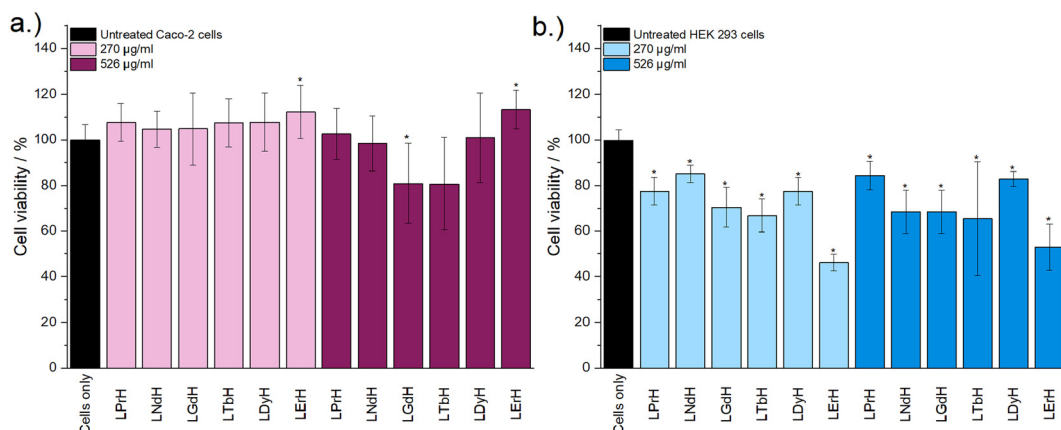 a.)
Untreated Caco-2 cells
270 µg/ml
526 µg/ml
Cell viability / %
140
120
100
80
60
40
20
0
* * *
Cells only
LPrH
LNdH
LGdH
LTbH
LDyH
LErH
LPrH
LNdH
LGdH
LTbH
LDyH
LErH
b.)
Untreated HEK 293 cells
270 µg/ml
526 µg/ml
Cell viability / %
140
120
100
80
60
40
20
0
* * * * * * * * * * * *
Cells only
LPrH
LNdH
LGdH
LTbH
LDyH
LErH
LPrH
LNdH
LGdH
LTbH
LDyH
LErH